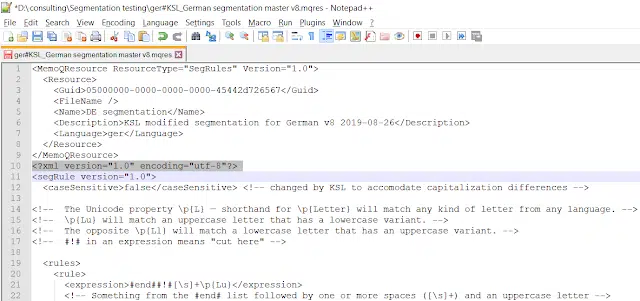 *D:\consulting\Segmentation testing\ger#KSL_German segmentation master v8.mqres - Notepad++
File Edit Search View Encoding Language Settings Tools Macro Run Plugins Window ?
ger#KSL_German segmentation master v8.mqres
1 <MemoQResource ResourceType="SegRules" Version="1.0">
2 <Resource>
3 <Guid>05000000-0000-0000-0000-45442d726567</Guid>
4 <FileName />
5 <Name>DE segmentation</Name>
6 <Description>KSL modified segmentation for German v8 2019-08-26</Description>
7 <Language>ger</Language>
8 </Resource>
9 </MemoQResource>
10 <?xml version="1.0" encoding="utf-8"?>
11 <segRule version="1.0">
12 <caseSensitive>false</caseSensitive> <!-- changed by KSL to accomodate capitalization differences -->
13
14 <!-- The Unicode property \p{L} — shorthand for \p{Letter} will match any kind of letter from any language. -->
15 <!-- \p{Lu} will match an uppercase letter that has a lowercase variant. -->
16 <!-- The opposite \p{Ll} will match a lowercase letter that has an uppercase variant. -->
17 <!-- #!# in an expression means "cut here" -->
18
19
20 <rules>
<rule>
21 <expression>#end##!#[\s]+\p{Lu}</expression>
22 <!-- Something from the #end# list followed by one or more spaces ([\s]+) and an uppercase letter -->